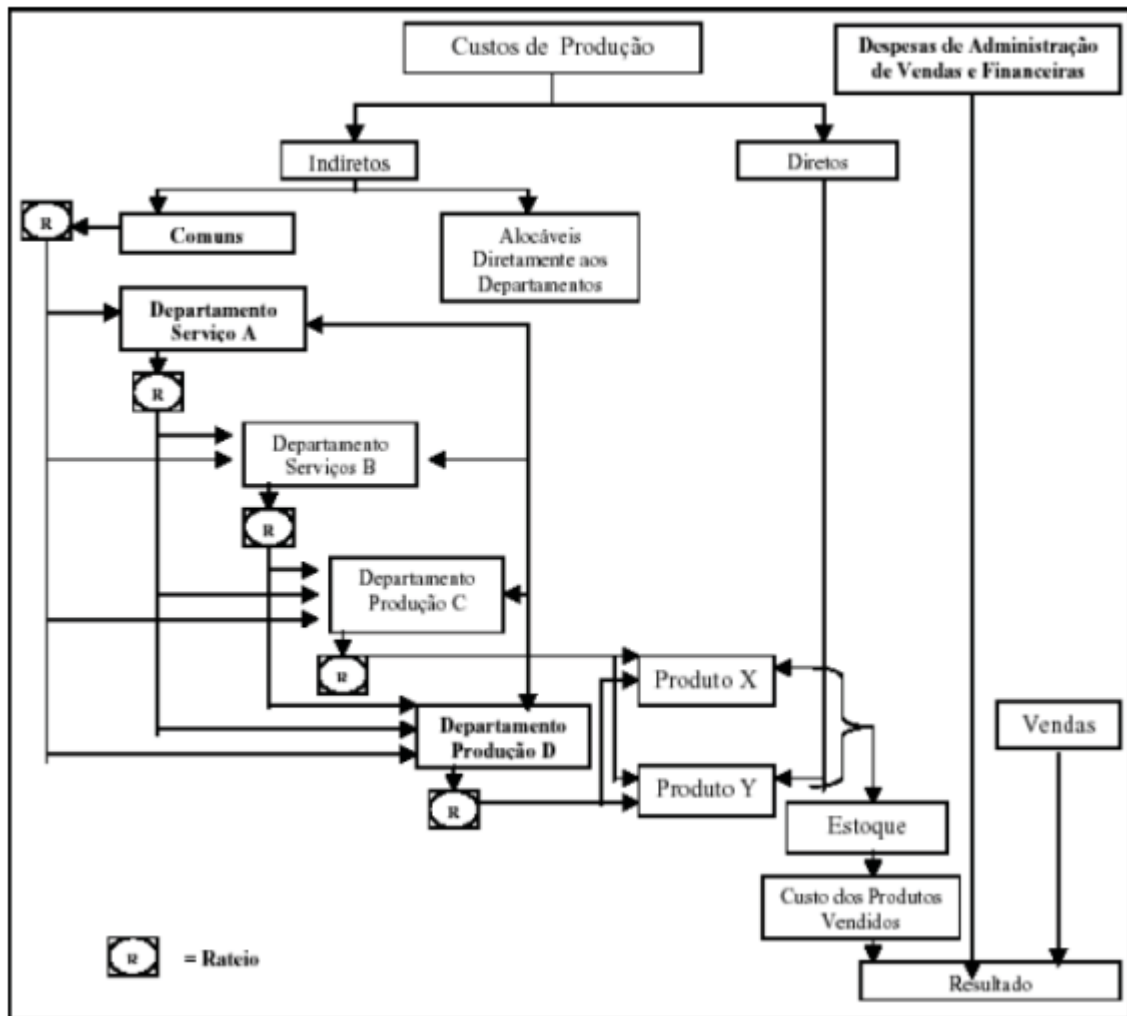 Custos de Produção
Despesas de Administração
de Vendas e Financeiras
Indiretos
Diretos
R
Comuns
Alocáveis
Diretamente aos
Departamentos
Departamento
Serviço A
R
Departamento
Serviços B
R
Departamento
Produção C
R
Produto X
Departamento
Produção D
Vendas
Produto Y
R
Estoque
Custo dos Produtos
Vendidos
R = Rateio
Resultado